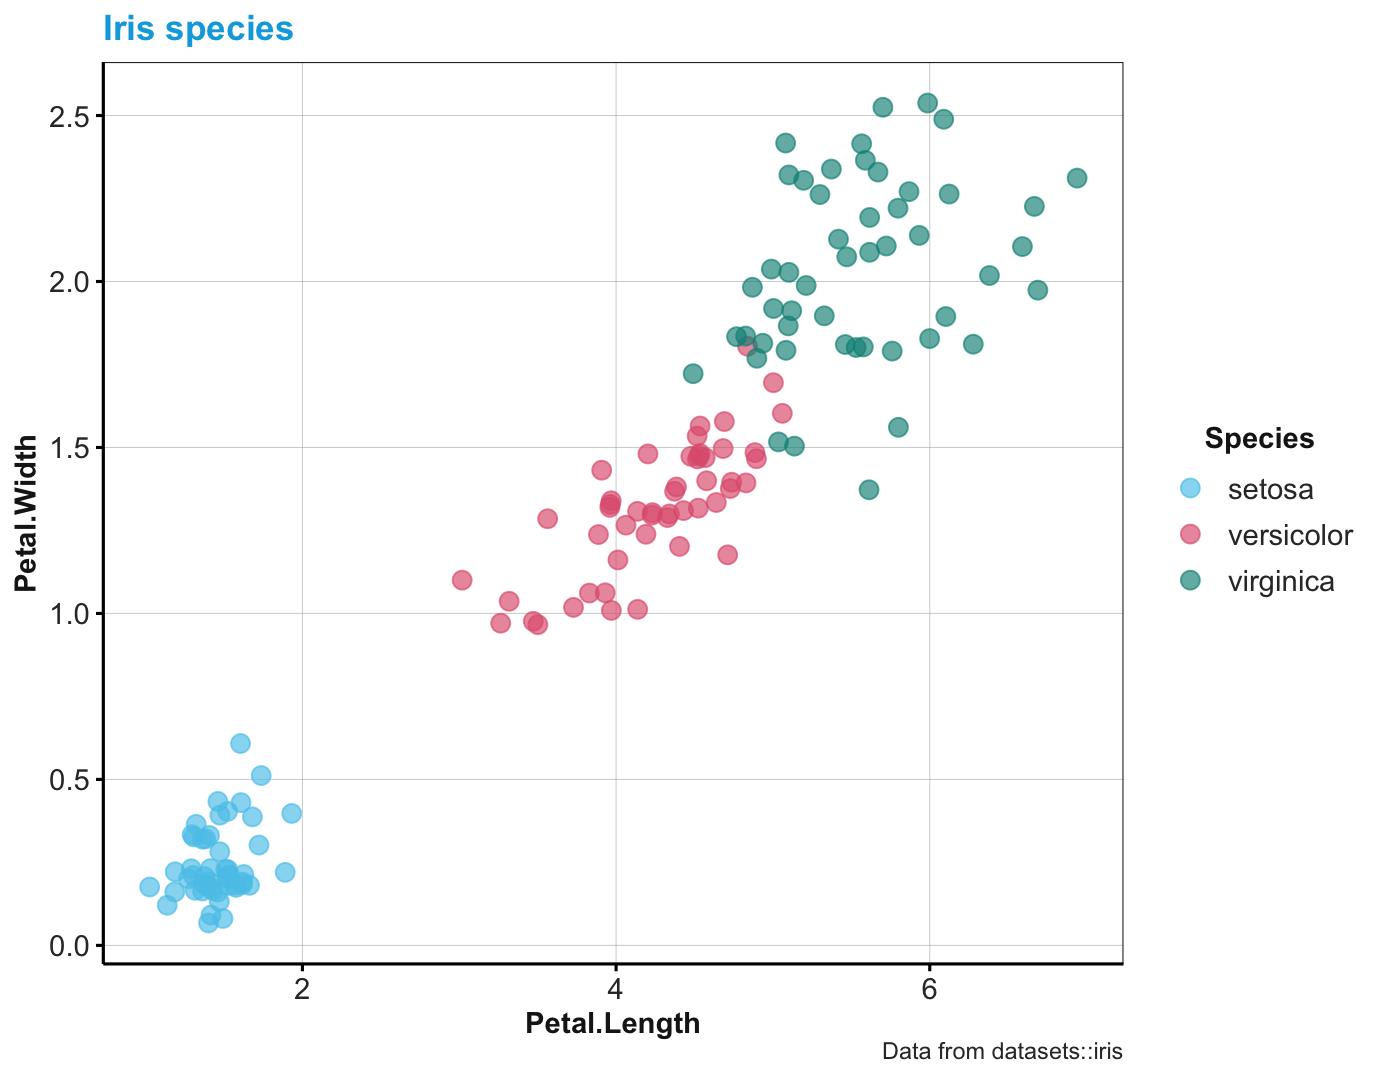 Iris species
2.5
2.0
1.5
1.0
0.5
0.0
Petal.Width
2 4 6
Petal.Length
Species
setosa
versicolor
virginica
Data from datasets::iris